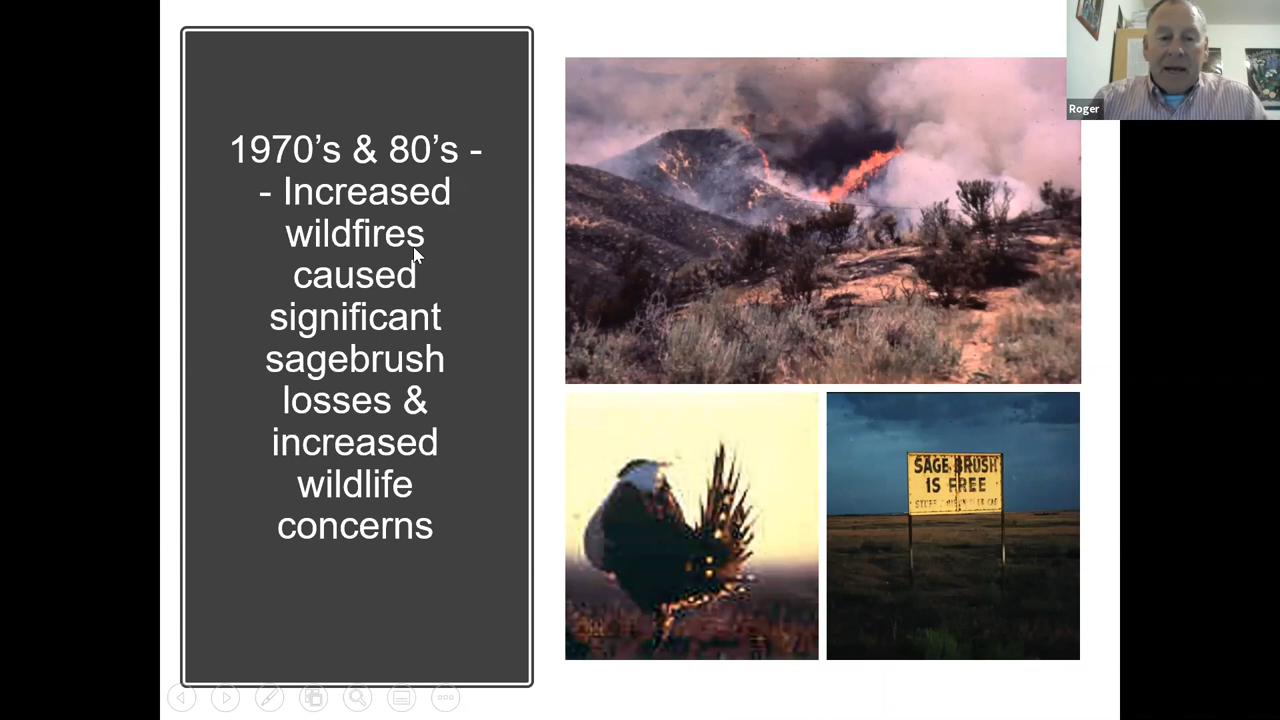 1970's & 80's -
- Increased
wildfires
caused
significant
sagebrush
losses &
increased
wildlife
concerns
Roger
SAGE BRUSH
IS FREE